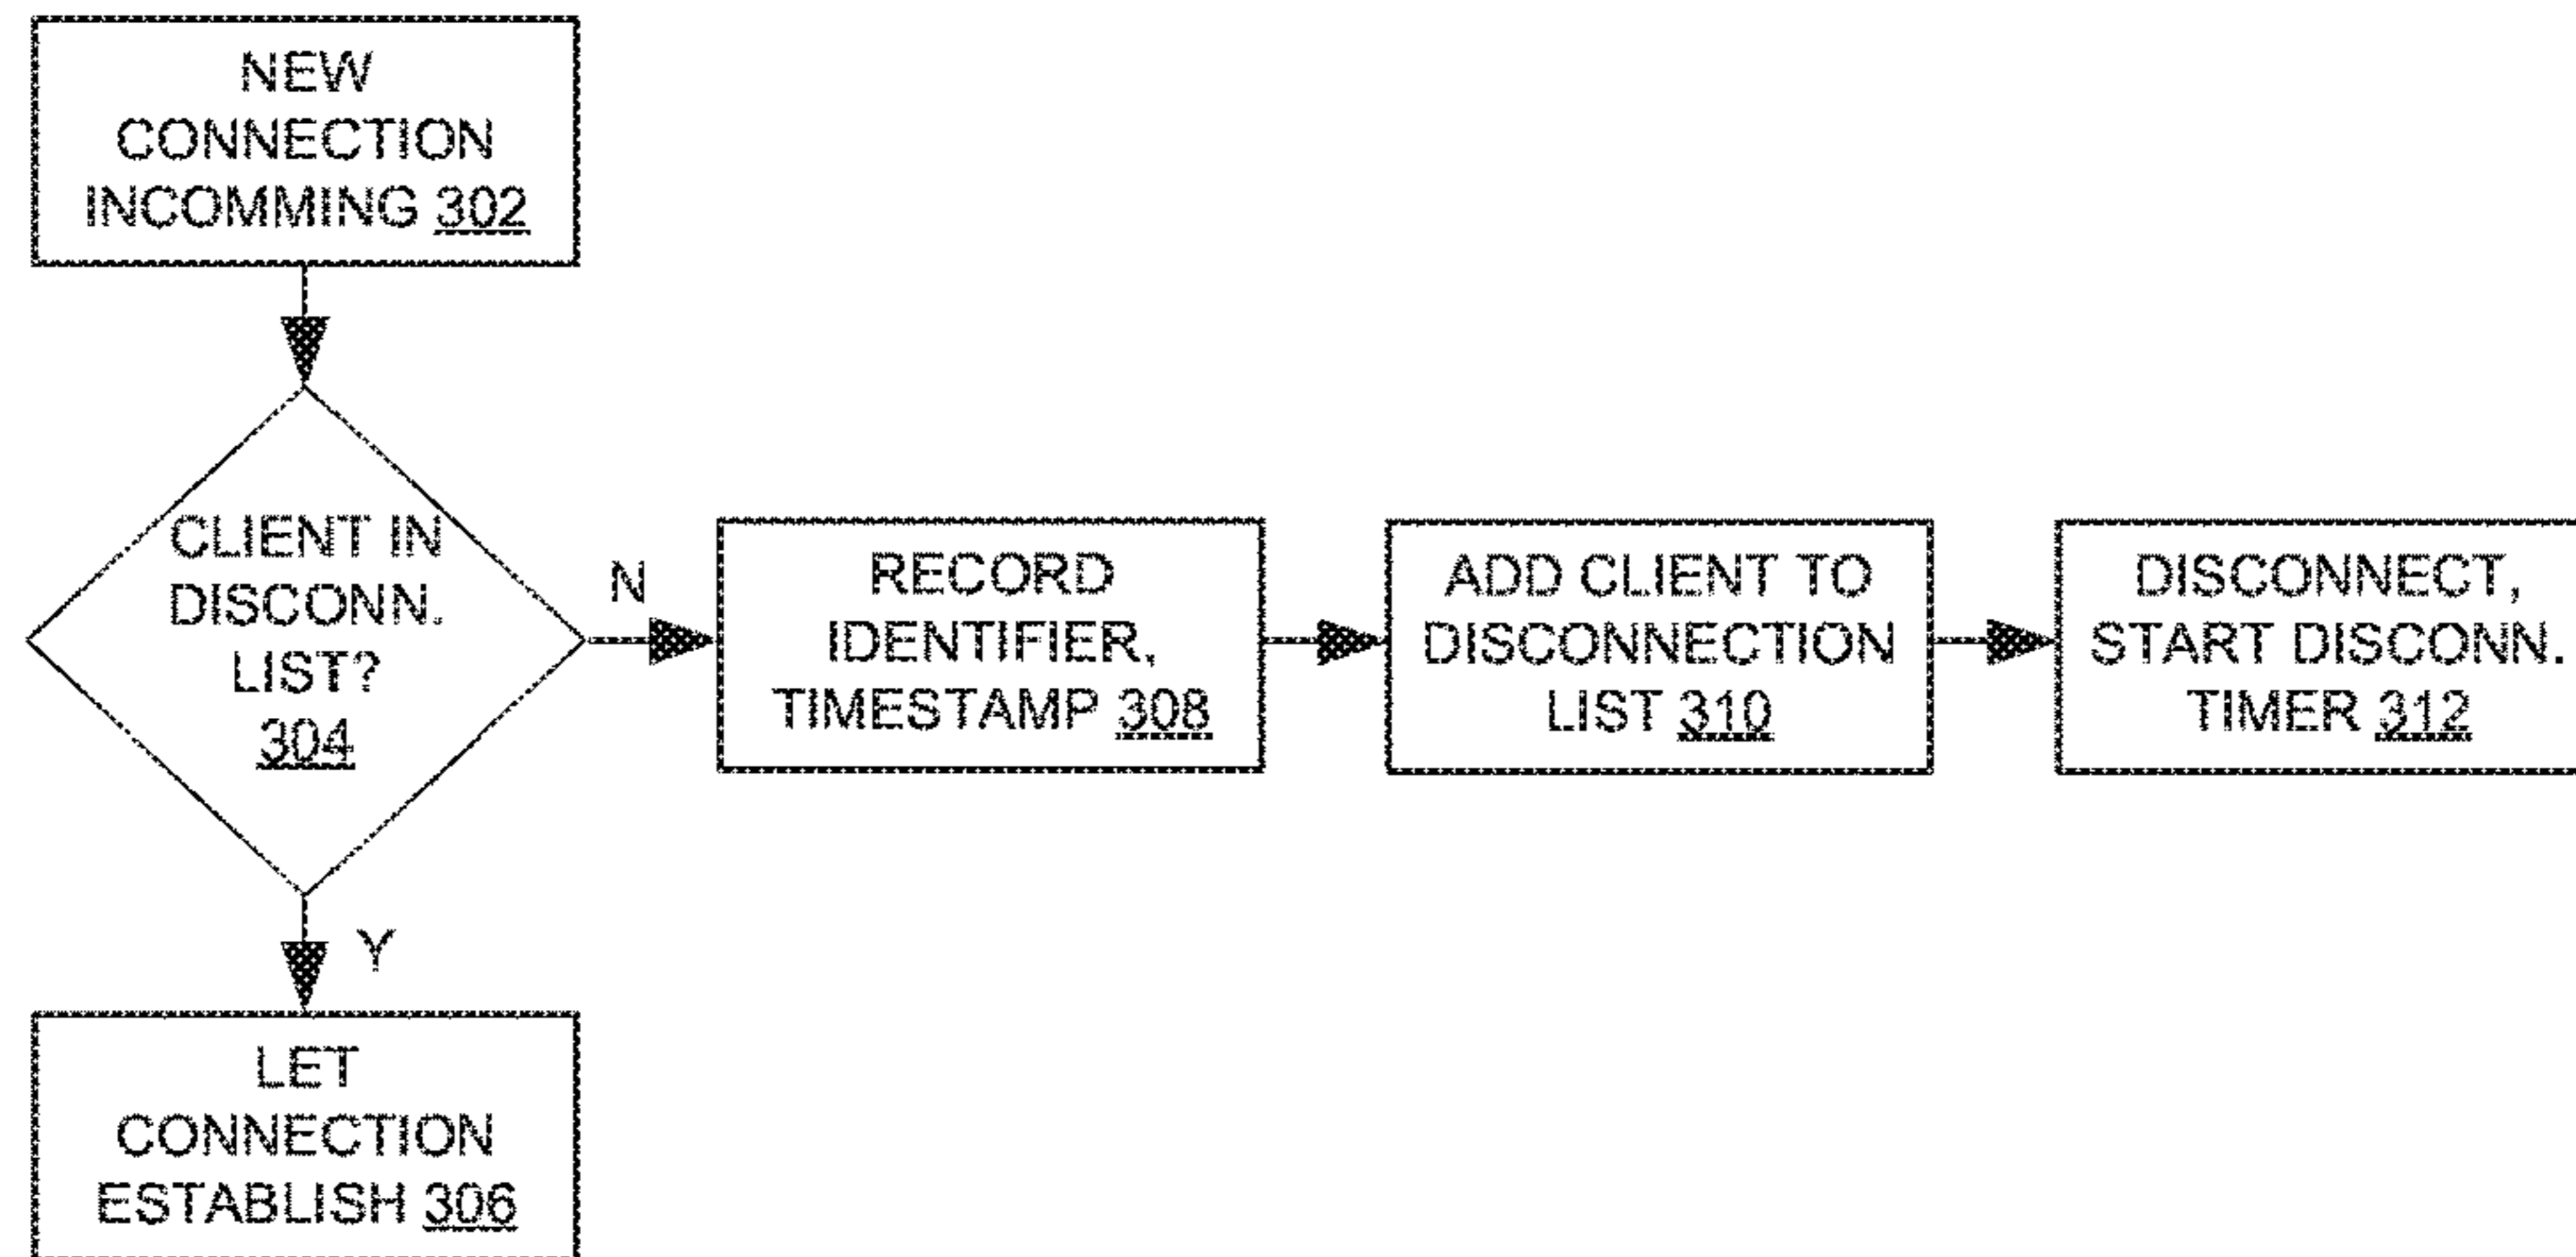 NEW
CONNECTION
INCOMMING 302
CLIENT IN
DISCONN.
LIST?
304
N
RECORD
IDENTIFIER,
TIMESTAMP 308
ADD CLIENT TO
DISCONNECTION
LIST 310
DISCONNECT,
START DISCONN.
TIMER 312
Y
LET
CONNECTION
ESTABLISH 306